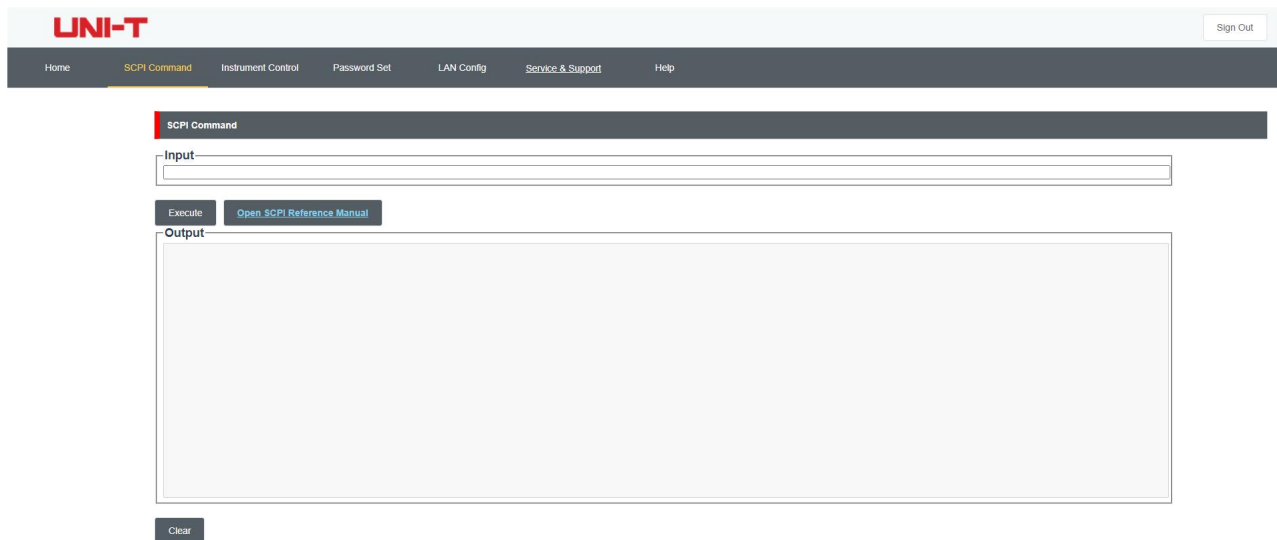 UNI-T
Sign Out
Home SCPI Command Instrument Control Password Set LAN Config Service & Support Help
SCPI Command
Input
Execute Open SCPI Reference Manual
Output
Clear